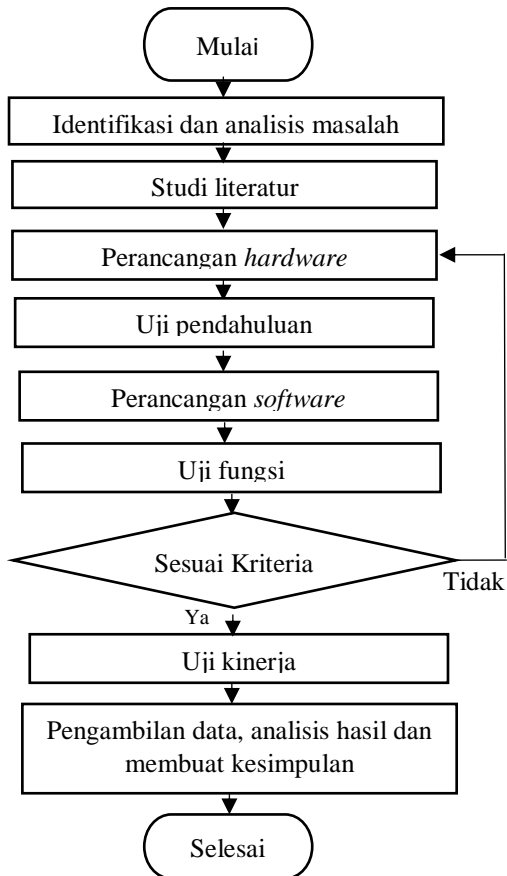 Mulai
Identifikasi dan analisis masalah
Studi literatur
Perancangan hardware
Uji pendahuluan
Perancangan software
Uji fungsi
Sesuai Kriteria
Tidak
Ya
Uji kinerja
Pengambilan data, analisis hasil dan
membuat kesimpulan
Selesai